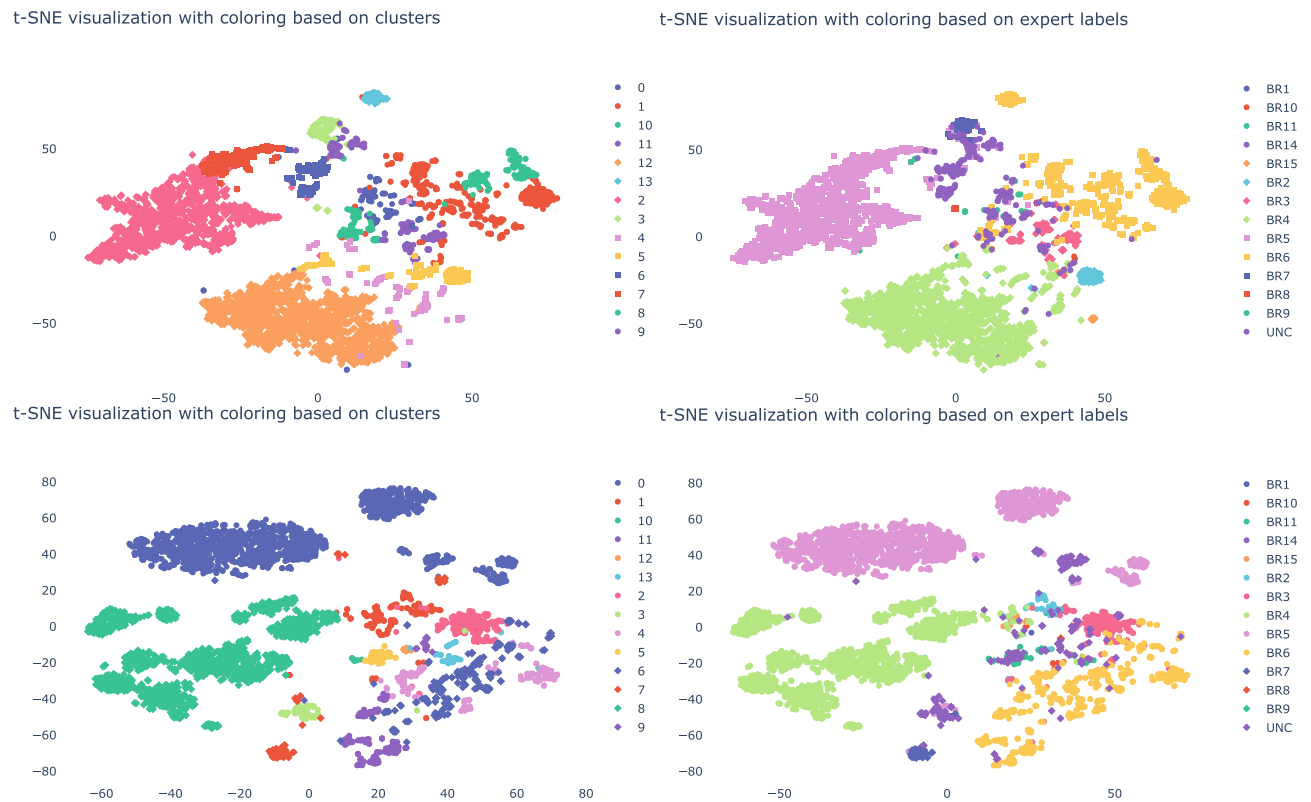 t-SNE visualization with coloring based on clusters
50
0
−50
−50
0
50
0
1
10
11
12
13
2
3
4
5
6
7
8
9
t-SNE visualization with coloring based on expert labels
50
0
−50
−50
0
50
BR1
BR10
BR11
BR14
BR15
BR2
BR3
BR4
BR5
BR6
BR7
BR8
BR9
UNC
t-SNE visualization with coloring based on clusters
80
60
40
20
0
−20
−40
−60
−80
−60
−40
−20
0
20
40
60
80
0
1
10
11
12
13
2
3
4
5
6
7
8
9
t-SNE visualization with coloring based on expert labels
80
60
40
20
0
−20
−40
−60
−80
−50
0
50
BR1
BR10
BR11
BR14
BR15
BR2
BR3
BR4
BR5
BR6
BR7
BR8
BR9
UNC